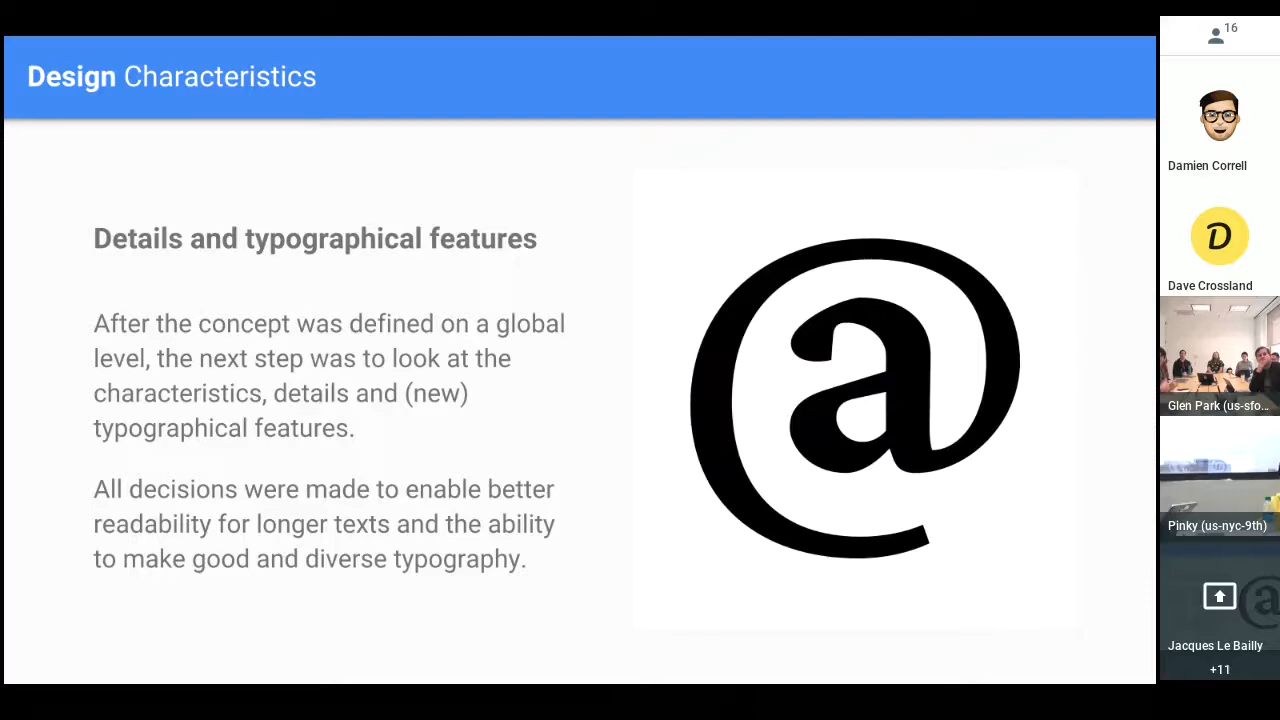 Design Characteristics
Details and typographical features
After the concept was defined on a global
level, the next step was to look at the
characteristics, details and (new)
typographical features.
All decisions were made to enable better
readability for longer texts and the ability
to make good and diverse typography.
@
16
Damien Correll
D
Dave Crossland
Glen Park (us-sfo...
Pinky (us-nyc-9th)
@
Jacques Le Bailly
+11